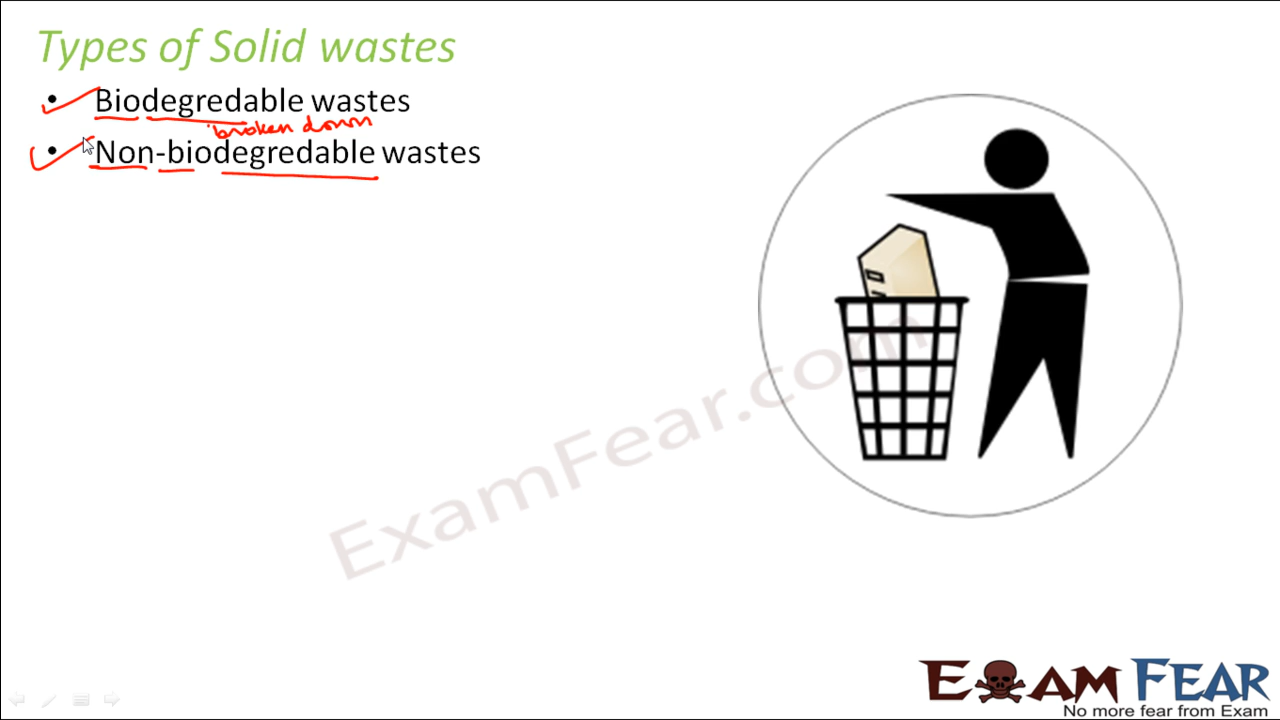 Types of Solid wastes
• Biodegredable wastes
broken down
• Non-biodegredable wastes
ExamFear.com
EXAM FEAR
No more fear from Exam